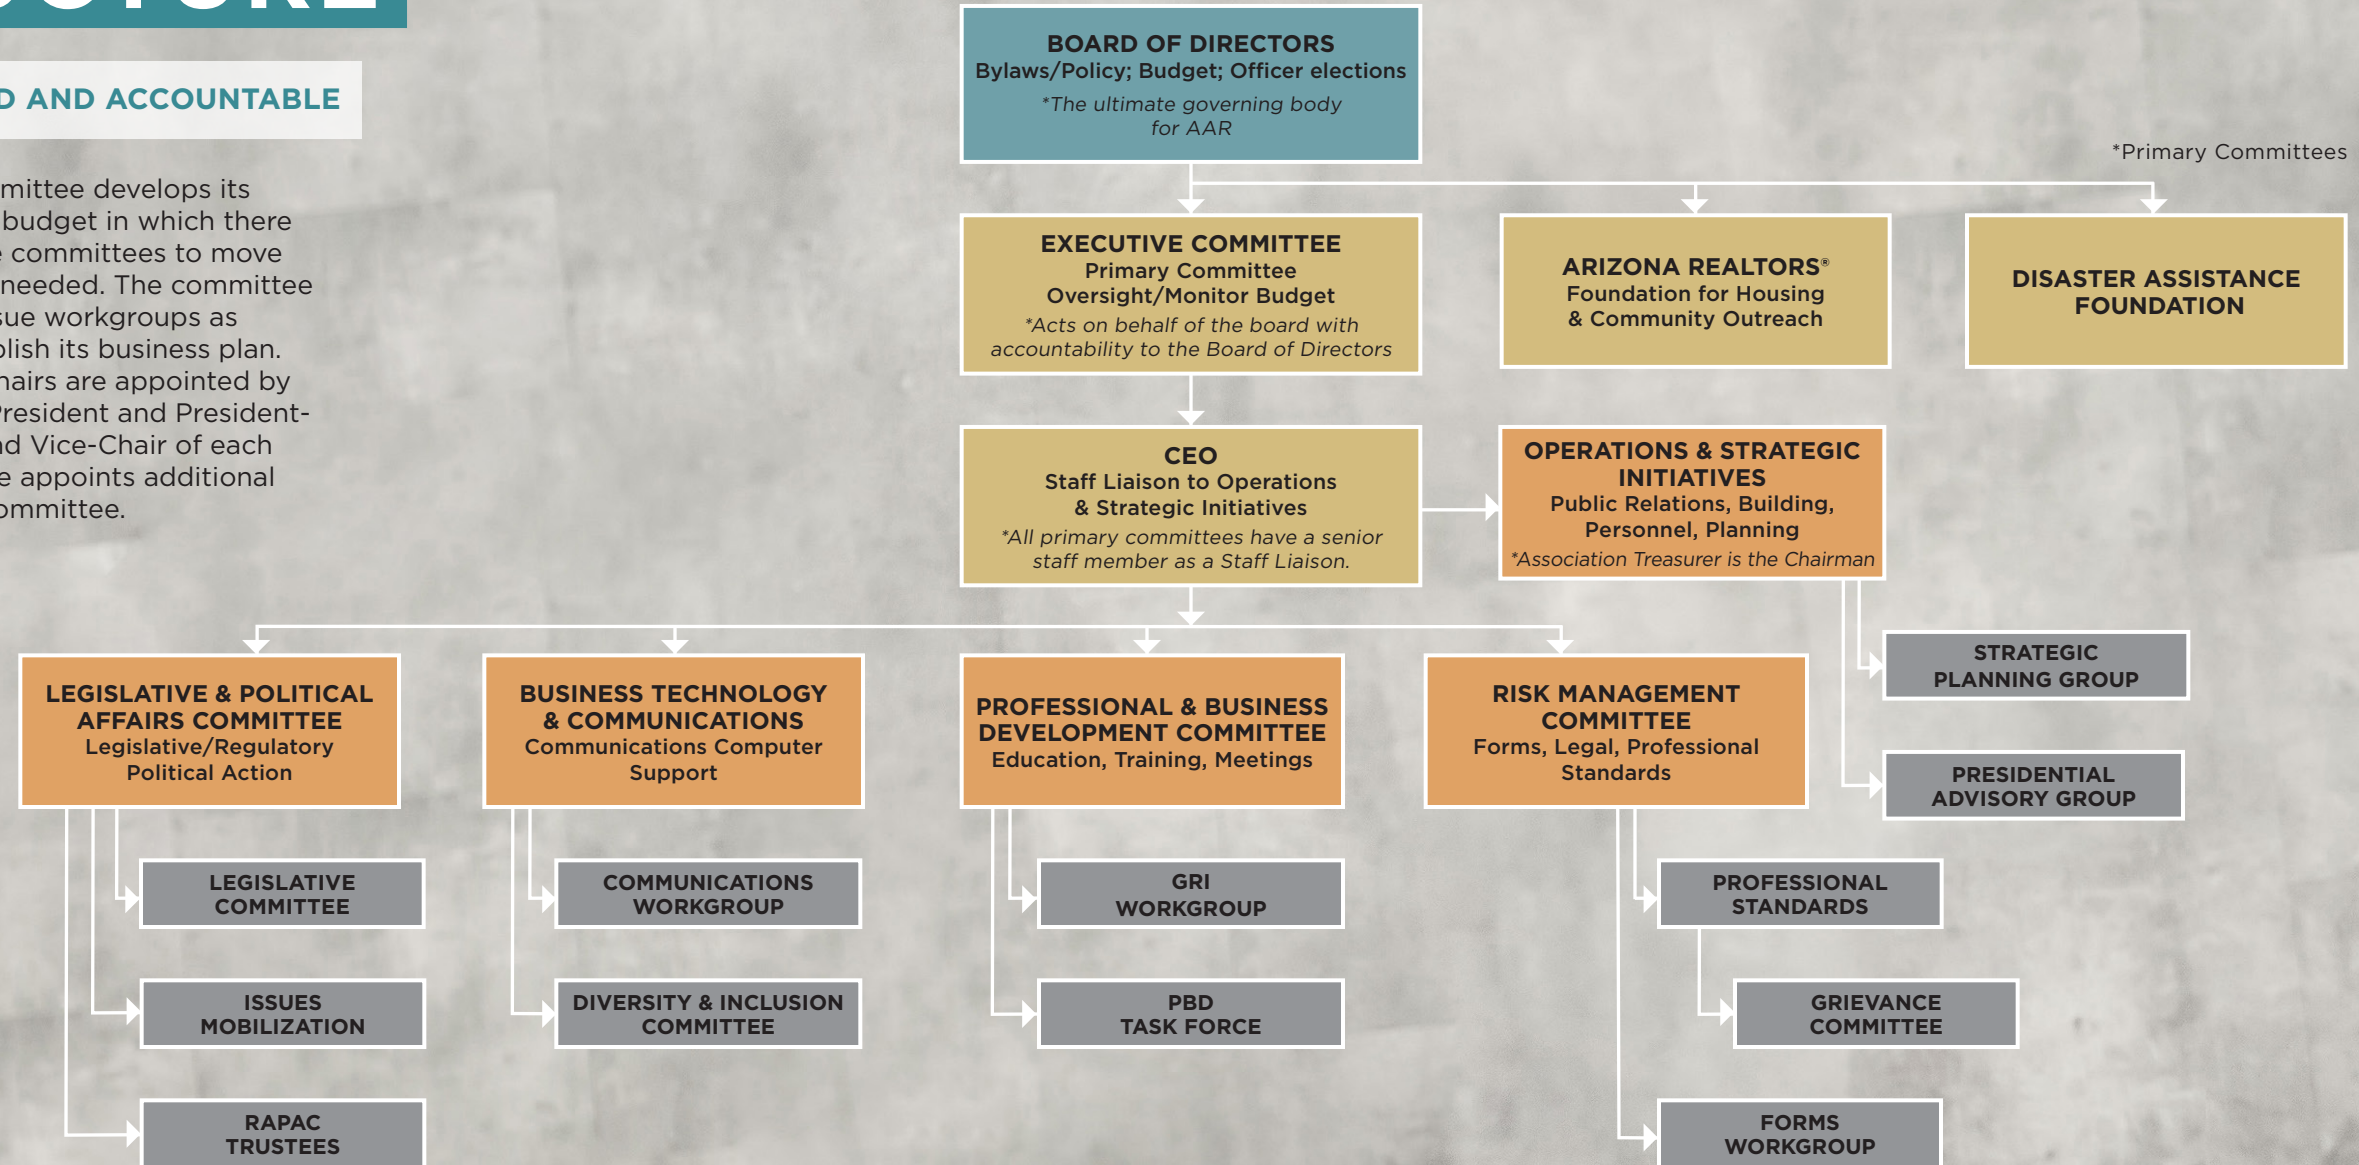 D AND ACCOUNTABLE
mittee develops its
budget in which there
committees to move
needed. The committee
sue workgroups as
plish its business plan.
hairs are appointed by
President and President-
nd Vice-Chair of each
e appoints additional
ommittee.
BOARD OF DIRECTORS
Bylaws/Policy; Budget; Officer elections
*The ultimate governing body
for AAR
*Primary Committees
EXECUTIVE COMMITTEE
Primary Committee
Oversight/Monitor Budget
*Acts on behalf of the board with
accountability to the Board of Directors
ARIZONA REALTORS®
Foundation for Housing
& Community Outreach
DISASTER ASSISTANCE
FOUNDATION
CEO
Staff Liaison to Operations
& Strategic Initiatives
*All primary committees have a senior
staff member as a Staff Liaison.
OPERATIONS & STRATEGIC
INITIATIVES
Public Relations, Building,
Personnel, Planning
*Association Treasurer is the Chairman
STRATEGIC
PLANNING GROUP
PRESIDENTIAL
ADVISORY GROUP
LEGISLATIVE & POLITICAL
AFFAIRS COMMITTEE
Legislative/Regulatory
Political Action
BUSINESS TECHNOLOGY
& COMMUNICATIONS
Communications Computer
Support
PROFESSIONAL & BUSINESS
DEVELOPMENT COMMITTEE
Education, Training, Meetings
RISK MANAGEMENT
COMMITTEE
Forms, Legal, Professional
Standards
LEGISLATIVE
COMMITTEE
ISSUES
MOBILIZATION
RAPAC
TRUSTEES
COMMUNICATIONS
WORKGROUP
DIVERSITY & INCLUSION
COMMITTEE
GRI
WORKGROUP
PBD
TASK FORCE
PROFESSIONAL
STANDARDS
GRIEVANCE
COMMITTEE
FORMS
WORKGROUP